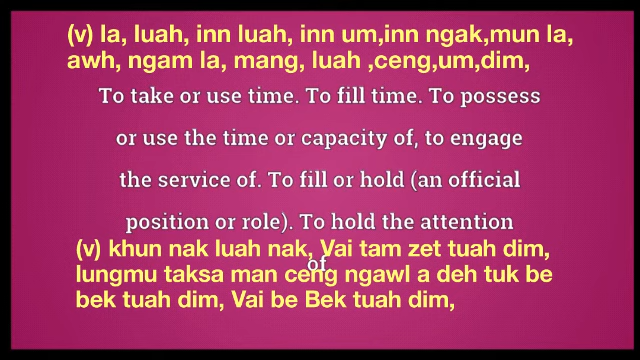 (v) la, luah, inn luah, inn um,inn ngak,mun la,
awh, ngam la, mang, luah ,ceng,um,dim,
To take or use time. To fill time. To possess
or use the time or capacity of, to engage
the service of. To fill or hold (an official
position or role). To hold the attention
(v) khun nak luah nak, Vai tam zet tuah dim,
of
lungmu taksa man ceng ngawl a deh tuk be
bek tuah dim, Vai be Bek tuah dim,